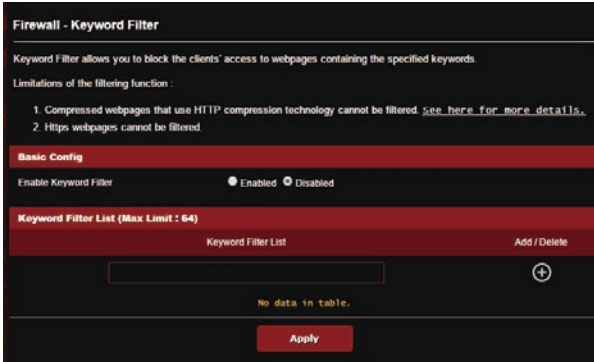 Firewall - Keyword Filter
Keyword Filter allows you to block the clients' access to webpages containing the specified keywords.
Limitations of the filtering function :
1. Compressed webpages that use HTTP compression technology cannot be filtered. See here for more details.
2. Https webpages cannot be filtered.
Basic Config
Enable Keyword Filter Enabled Disabled
Keyword Filter List (Max Limit : 64)
Keyword Filter List Add / Delete
No data in table.
Apply